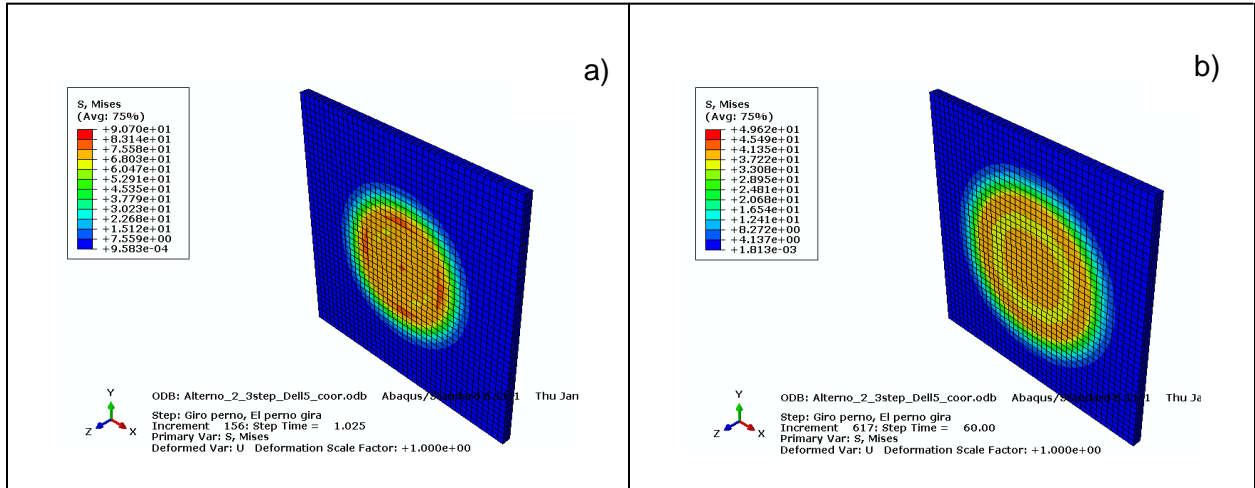 a)
S, Mises
(Avg: 75%)
+9.070e+01
+8.314e+01
+7.558e+01
+6.803e+01
+6.047e+01
+5.291e+01
+4.535e+01
+3.779e+01
+3.023e+01
+2.268e+01
+1.512e+01
+7.559e+00
+9.583e-04
Y
Z X
ODB: Alterno_2_3step_Dell5_coor.odb Abaqus/ Thu Jan
Step: Giro perno, El perno gira
Increment 156: Step Time = 1.025
Primary Var: S, Mises
Deformed Var: U Deformation Scale Factor: +1.000e+00
b)
S, Mises
(Avg: 75%)
+4.962e+01
+4.549e+01
+4.135e+01
+3.722e+01
+3.308e+01
+2.895e+01
+2.481e+01
+2.068e+01
+1.654e+01
+1.241e+01
+8.272e+00
+4.137e+00
+1.813e-03
Y
Z X
ODB: Alterno_2_3step_Dell5_coor.odb Thu Ja
Step: Giro perno, El perno gira
Increment 617: Step Time = 60.00
Primary Var: S, Mises
Deformed Var: U Deformation Scale Factor: +1.000e+00